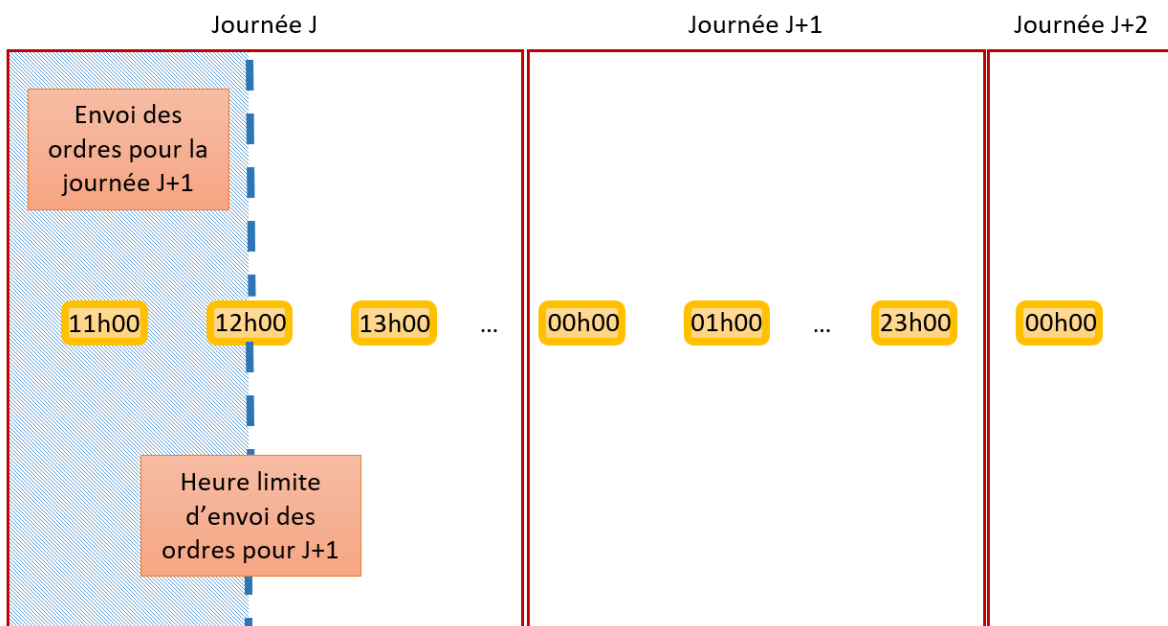 Journée J
Journée J+1
Journée J+2
Envoi des
ordres pour la
journée J+1
11h00
12h00
13h00
...
00h00
01h00
...
23h00
00h00
Heure limite
d'envoi des
ordres pour J+1